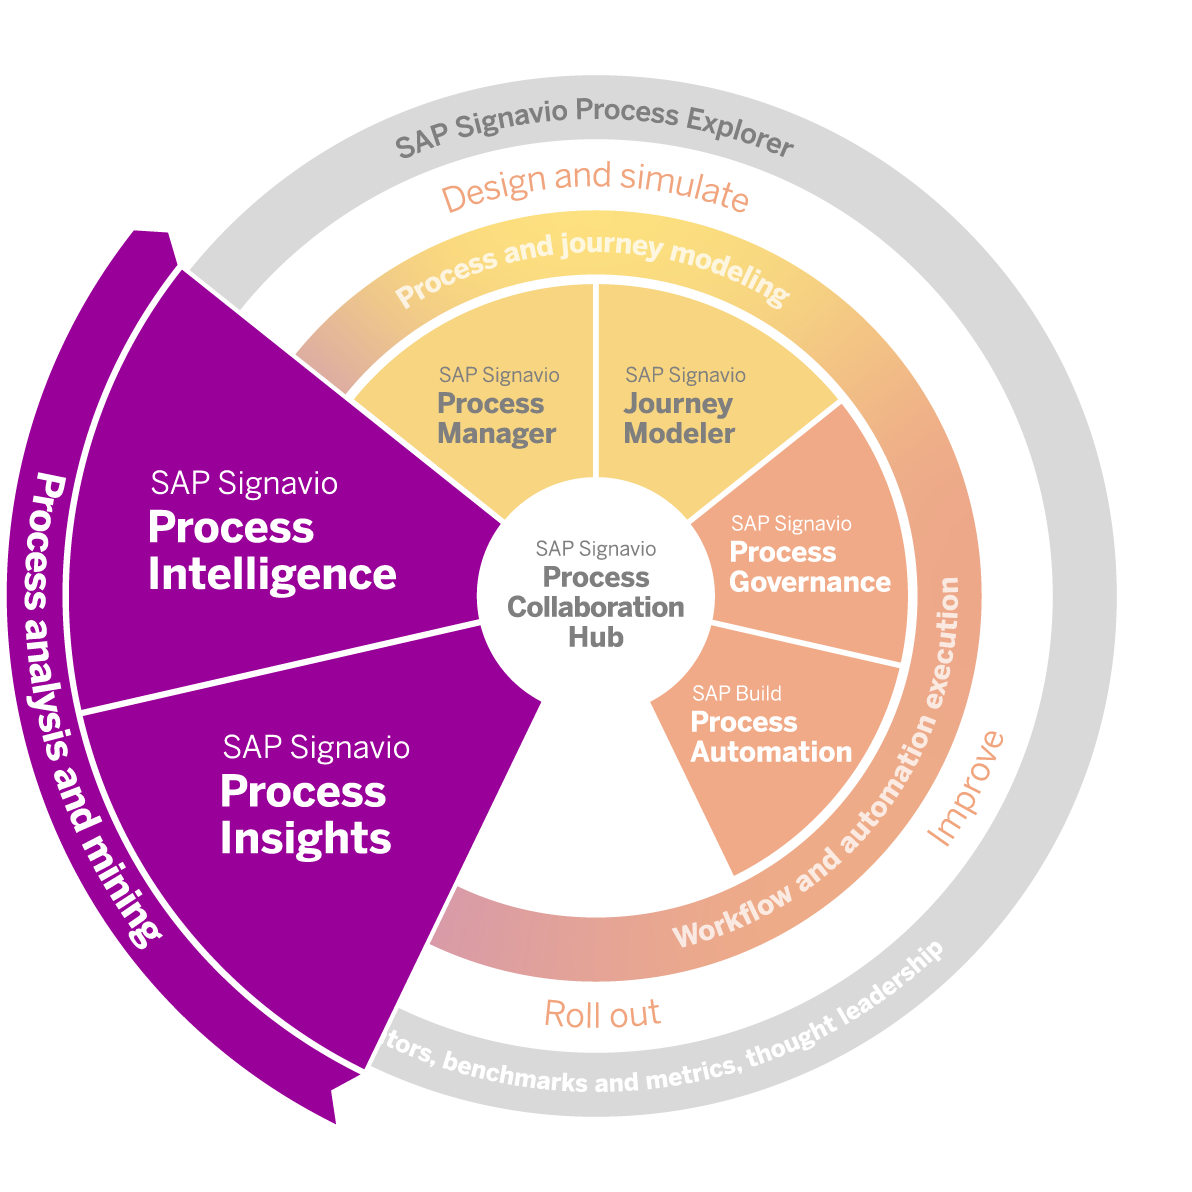 SAP Signavio Process Explorer
Design and simulate
Process and journey modeling
SAP Signavio
Process
Manager
SAP Signavio
Journey
Modeler
SAP Signavio
Process
Intelligence
SAP Signavio
Process
Governance
SAP Signavio
Process
Collaboration
Hub
SAP Build
Process
Automation
SAP Signavio
Process
Insights
Process analysis and mining
Workflow and automation execution
Improve
Roll out
benchmarks and metrics, thought leadership